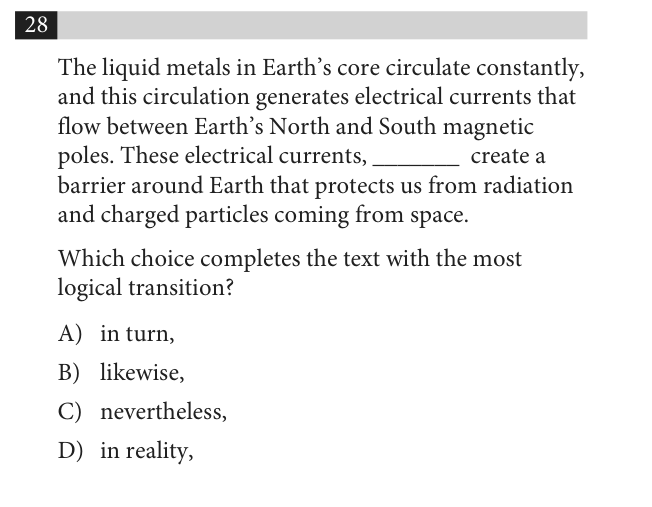 28
The liquid metals in Earth’s core circulate constantly,
and this circulation generates electrical currents that
flow between Earth’s North and South magnetic
poles. These electrical currents, _______ create a
barrier around Earth that protects us from radiation
and charged particles coming from space.
Which choice completes the text with the most
logical transition?
A) in turn,
B) likewise,
C) nevertheless,
D) in reality,